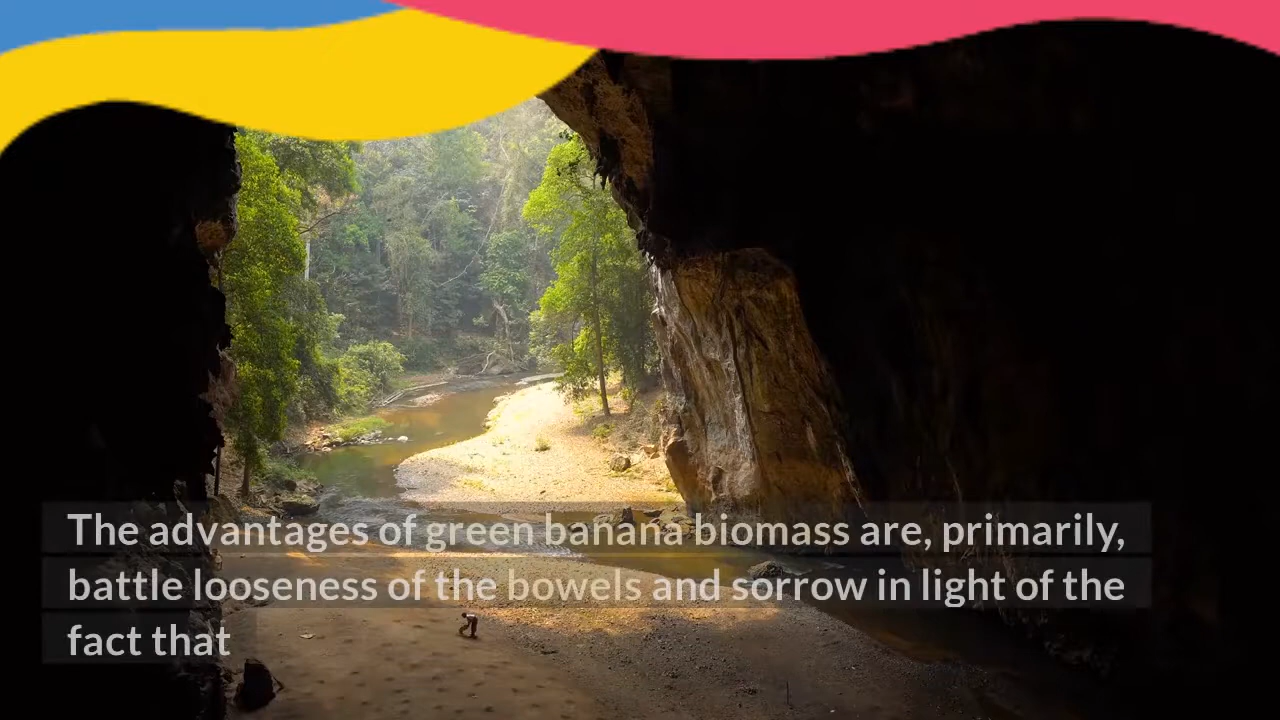 The advantages of green banana biomass are, primarily,
battle looseness of the bowels and sorrow in light of the
fact that